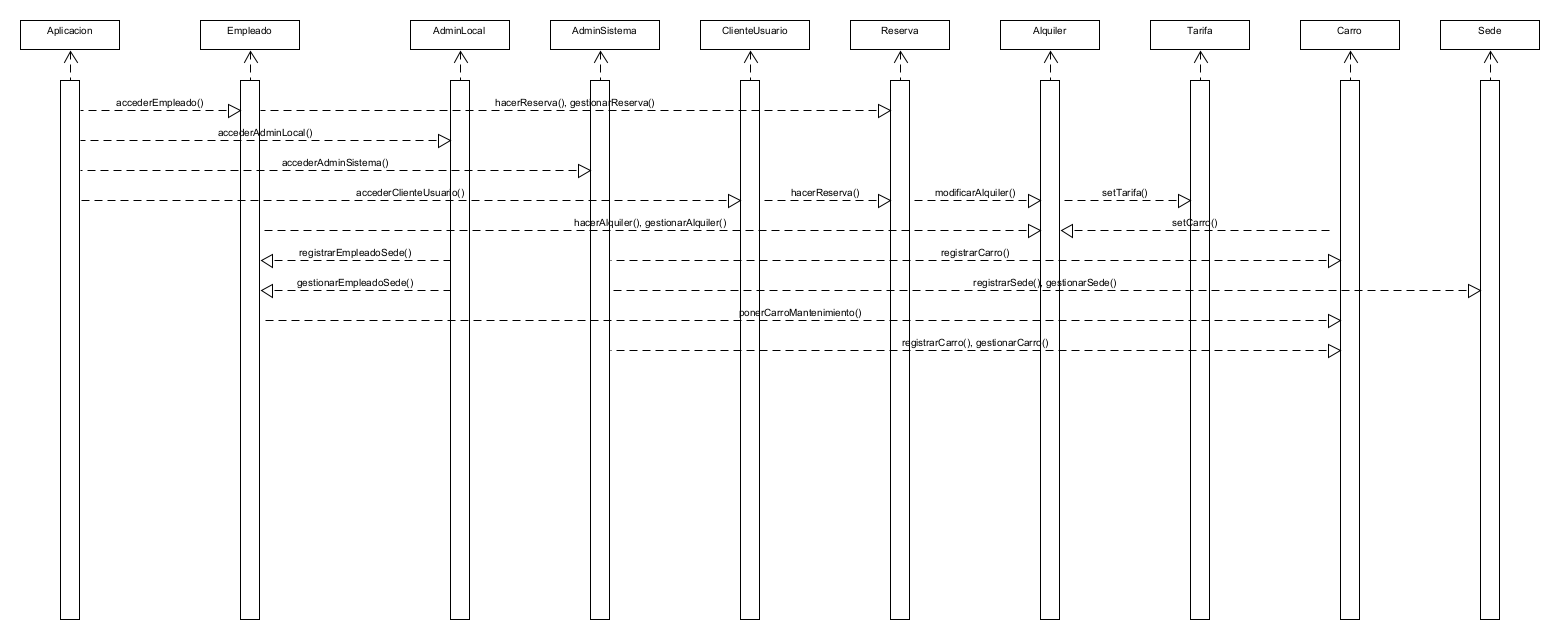 Aplicacion
Empleado
AdminLocal
AdminSistema
ClienteUsuario
Reserva
Alquiler
Tarifa
Carro
Sede
accederEmpleado()
hacerReserva(), gestionarReserva()
accederAdminLocal()
accederAdminSistema()
accederClienteUsuario()
hacerReserva()
modificarAlquiler()
setTarifa()
hacerAlquiler(), gestionarAlquiler()
setCarro()
registrarEmpleadoSede()
registrarCarro()
gestionarEmpleadoSede()
registrarSede(), gestionarSede()
ponerCarroMantenimiento()
registrarCarro(), gestionarCarro()